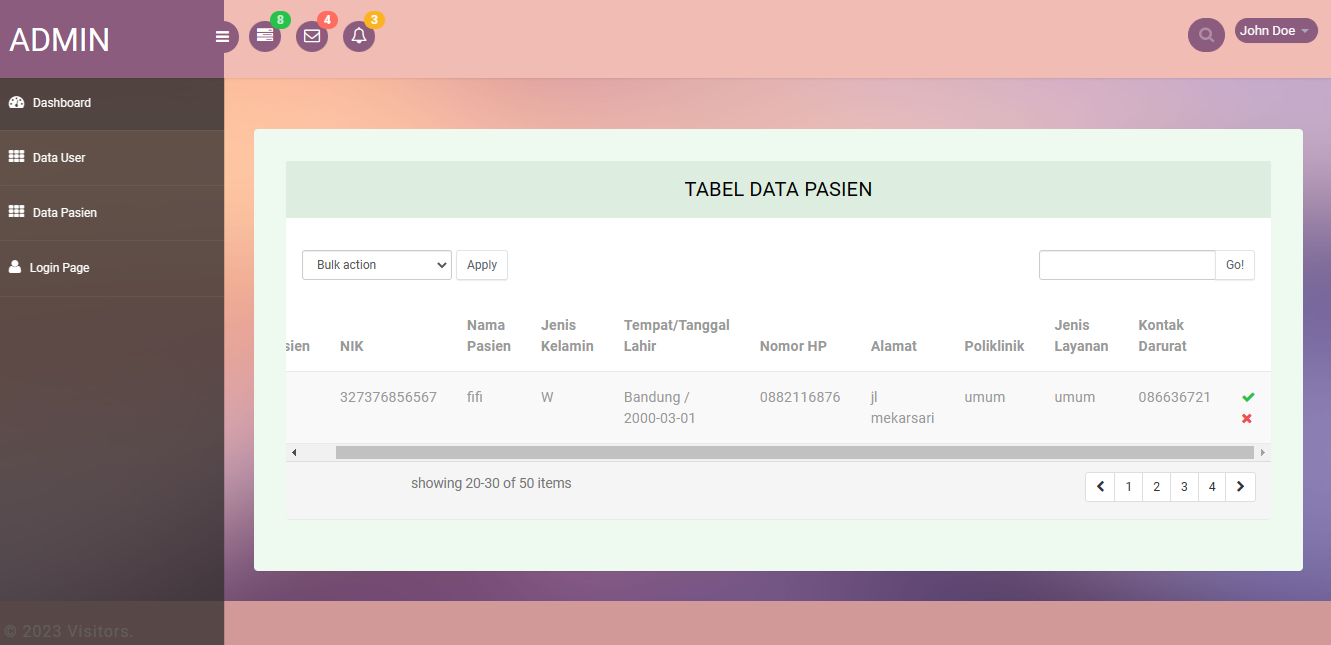 ADMIN
8
4
3
John Doe
Dashboard
Data User
Data Pasien
Login Page
TABEL DATA PASIEN
Bulk action
Apply
Go!
sien
NIK
Nama Pasien
Jenis Kelamin
Tempat/Tanggal Lahir
Nomor HP
Alamat
Poliklinik
Jenis Layanan
Kontak Darurat
327376856567
fifi
W
Bandung / 2000-03-01
0882116876
jl mekarsari
umum
umum
086636721
showing 20-30 of 50 items
1 2 3 4
© 2023 Visitors.